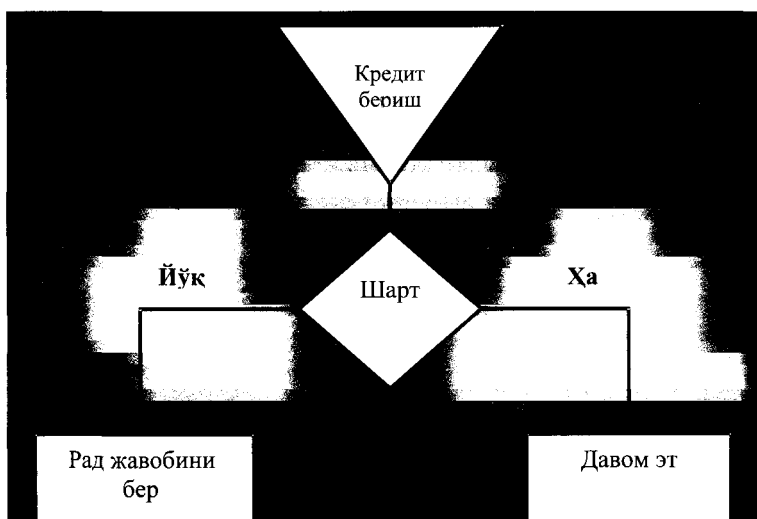 Кредит
бериш
Йўқ
Шарт
Ҳа
Рад жавобини
бер
Давом эт